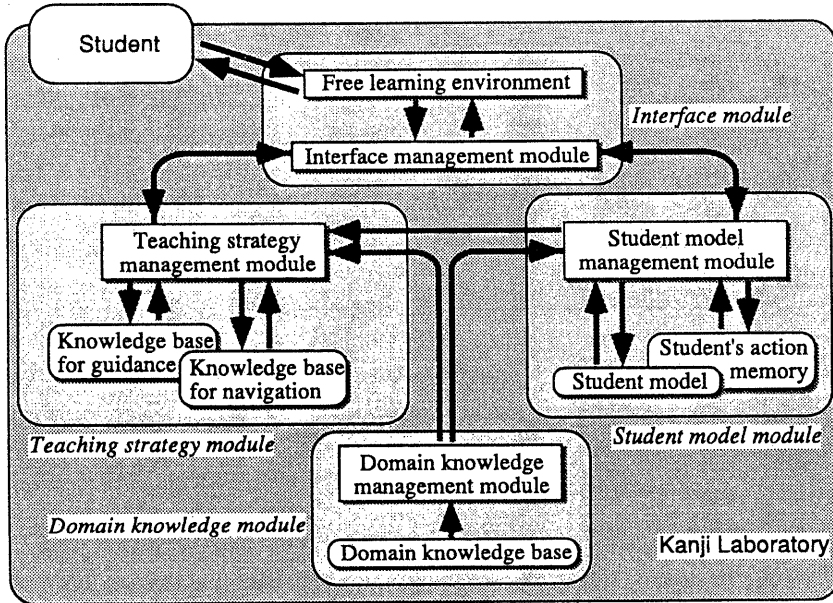 Student
Free learning environment
Interface module
Interface management module
Teaching strategy
management module
Student model
management module
Knowledge base
for guidance
Knowledge base
for navigation
Student's action
memory
Student model
Teaching strategy module
Student model module
Domain knowledge
management module
Domain knowledge module
Domain knowledge base
Kanji Laboratory